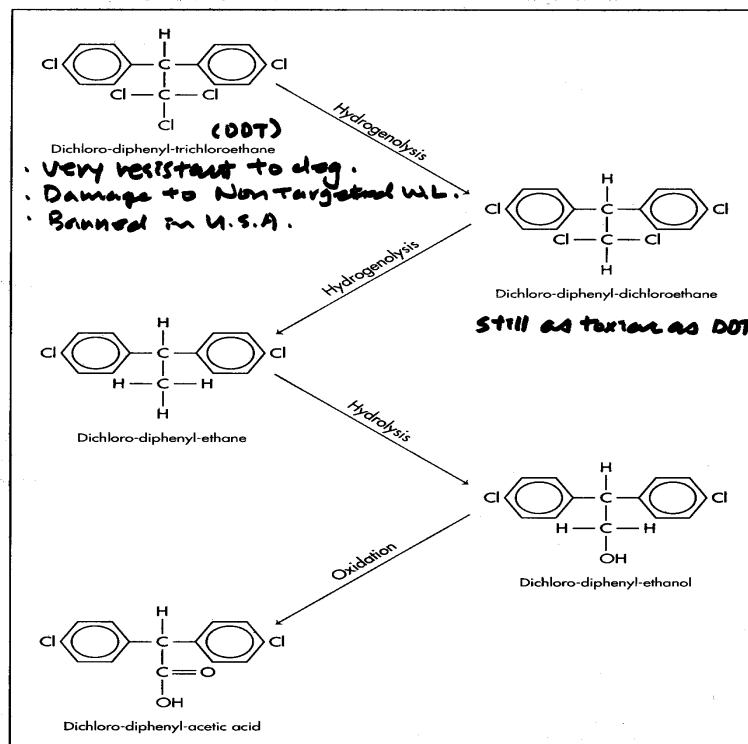 H
Cl C Cl
Cl C Cl
Cl
Hydrogenolysis
(DDT)
Dichloro-diphenyl-trichloroethane
· Very resistant to deg.
· Damage to Non Targeted W.L.
· Banned in U.S.A.
H
Cl C Cl
Cl C Cl
H
Dichloro-diphenyl-dichloroethane
still as toxic as DDT
Hydrogenolysis
H
Cl C Cl
H C H
H
Dichloro-diphenyl-ethane
Hydrolysis
H
Cl C Cl
H C H
OH
Dichloro-diphenyl-ethanol
Oxidation
H
Cl C Cl
C=O
OH
Dichloro-diphenyl-acetic acid